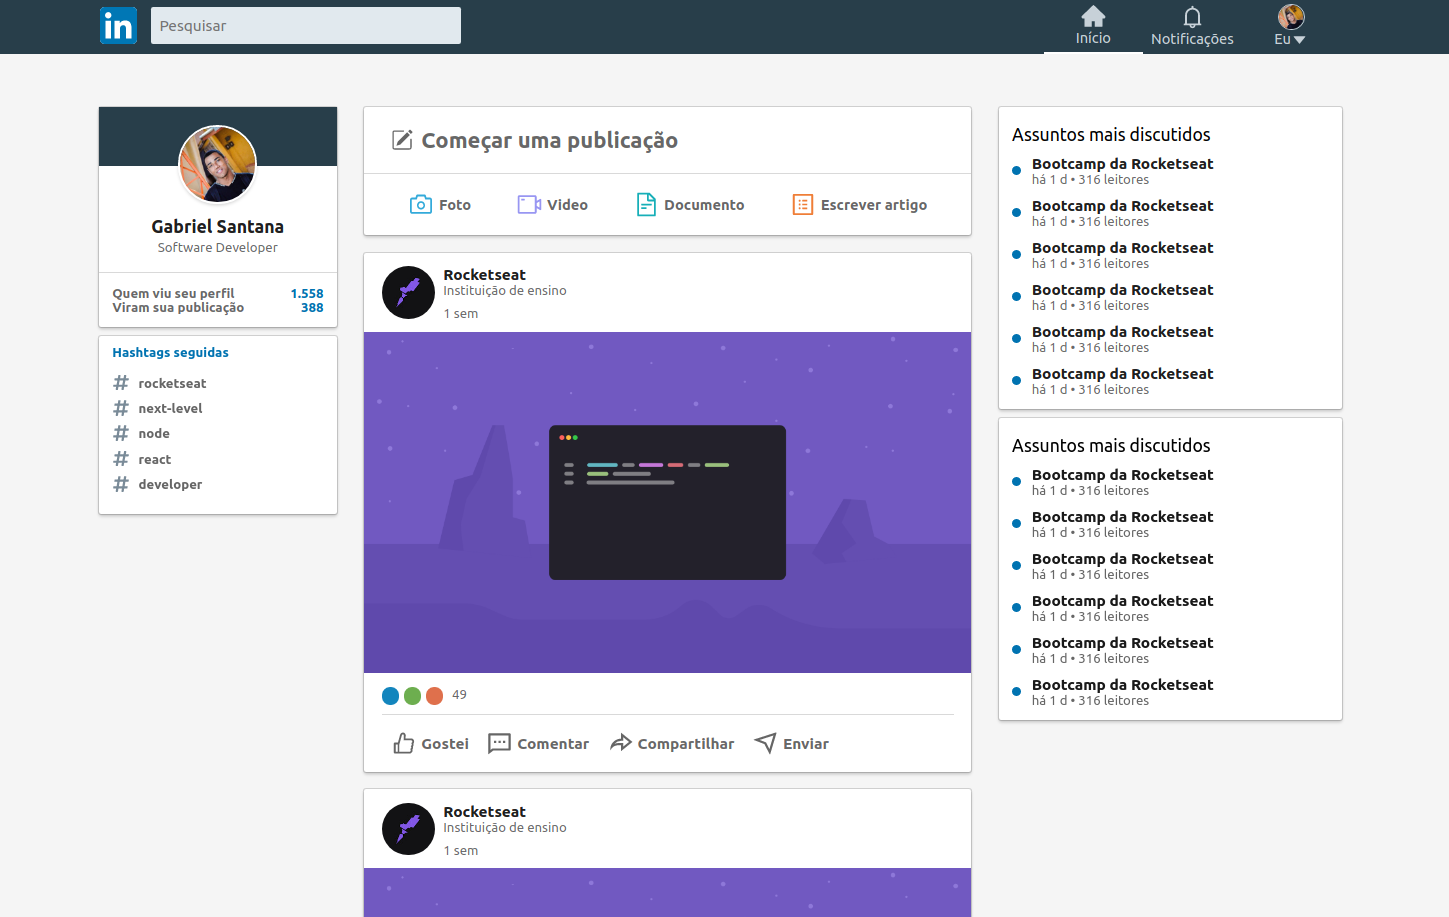 in
Pesquisar
Início
Notificações
Eu
Gabriel Santana
Software Developer
Quem viu seu perfil 1.558
Viram sua publicação 388
Hashtags seguidas
# rocketseat
# next-level
# node
# react
# developer
Começar uma publicação
Foto Video Documento Escrever artigo
Rocketseat
Instituição de ensino
1 sem
49
Gostei Comentar Compartilhar Enviar
Rocketseat
Instituição de ensino
1 sem
Assuntos mais discutidos
Bootcamp da Rocketseat
há 1 d • 316 leitores
Bootcamp da Rocketseat
há 1 d • 316 leitores
Bootcamp da Rocketseat
há 1 d • 316 leitores
Bootcamp da Rocketseat
há 1 d • 316 leitores
Bootcamp da Rocketseat
há 1 d • 316 leitores
Bootcamp da Rocketseat
há 1 d • 316 leitores
Assuntos mais discutidos
Bootcamp da Rocketseat
há 1 d • 316 leitores
Bootcamp da Rocketseat
há 1 d • 316 leitores
Bootcamp da Rocketseat
há 1 d • 316 leitores
Bootcamp da Rocketseat
há 1 d • 316 leitores
Bootcamp da Rocketseat
há 1 d • 316 leitores
Bootcamp da Rocketseat
há 1 d • 316 leitores